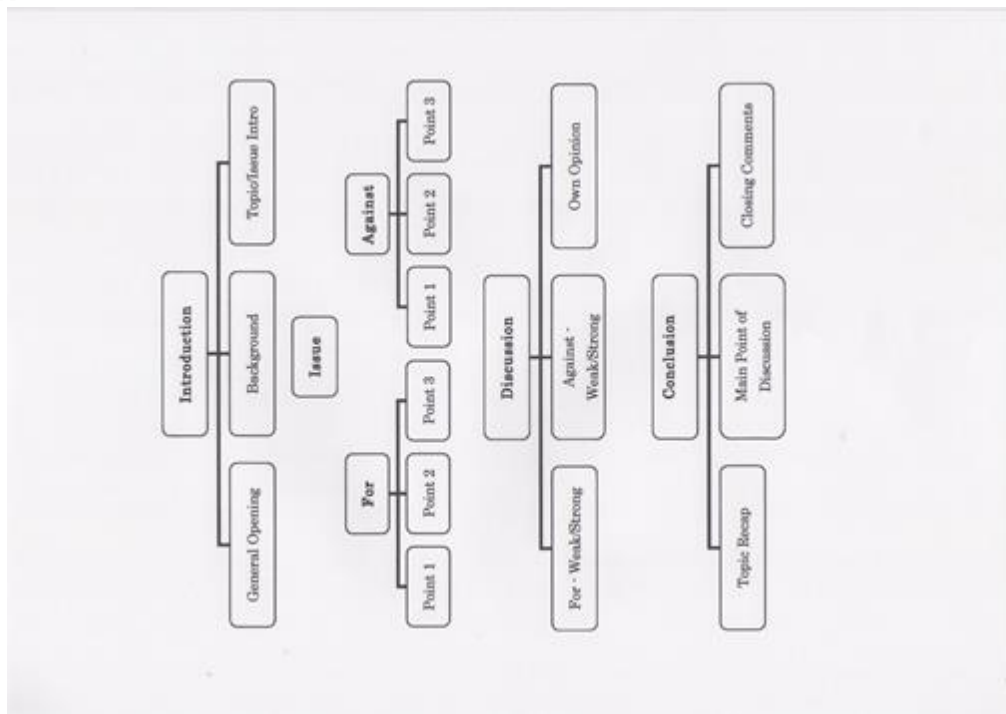 Introduction
General Opening
Background
Topic/Issue Intro
Issue
For
Against
Point 1
Point 2
Point 3
Point 1
Point 2
Point 3
Discussion
For - Weak/Strong
Against -
Weak/Strong
Own Opinion
Conclusion
Topic Recap
Main Point of
Discussion
Closing Comments